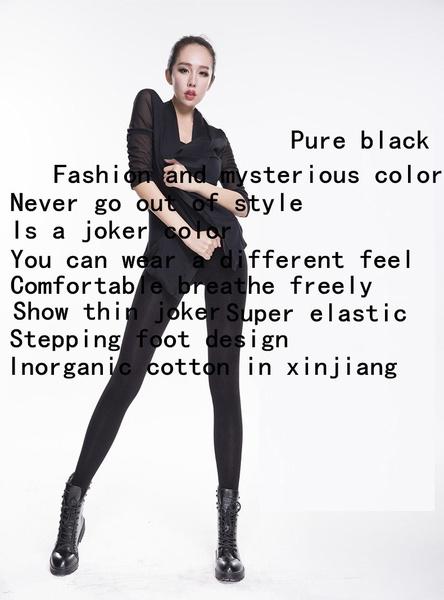 Pure black
Fashion and mysterious color
Never go out of style
Is a joker color
You can wear a different feel
Comfortable breathe freely
Show thin joker Super elastic
Stepping foot design
Inorganic cotton in xinjiang